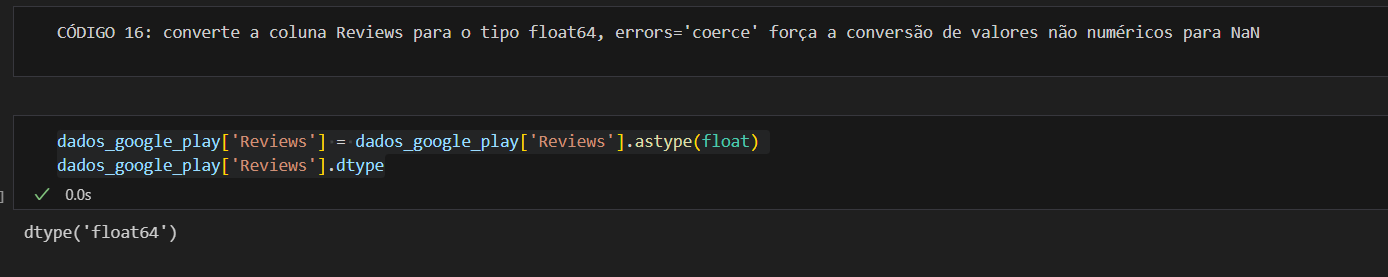 CÓDIGO 16: converte a coluna Reviews para o tipo float64, errors='coerce' força a conversão de valores não numéricos para NaN
dados_google_play['Reviews'] = dados_google_play['Reviews'].astype(float)
dados_google_play['Reviews'].dtype
]
0.0s
dtype('float64')